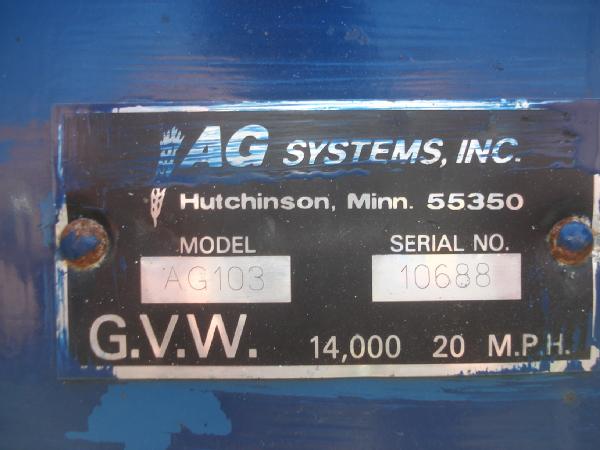 AG SYSTEMS, INC.
Hutchinson, Minn. 55350
MODEL SERIAL NO.
AG103 10688
G.V.W. 14,000 20 M.P.H.